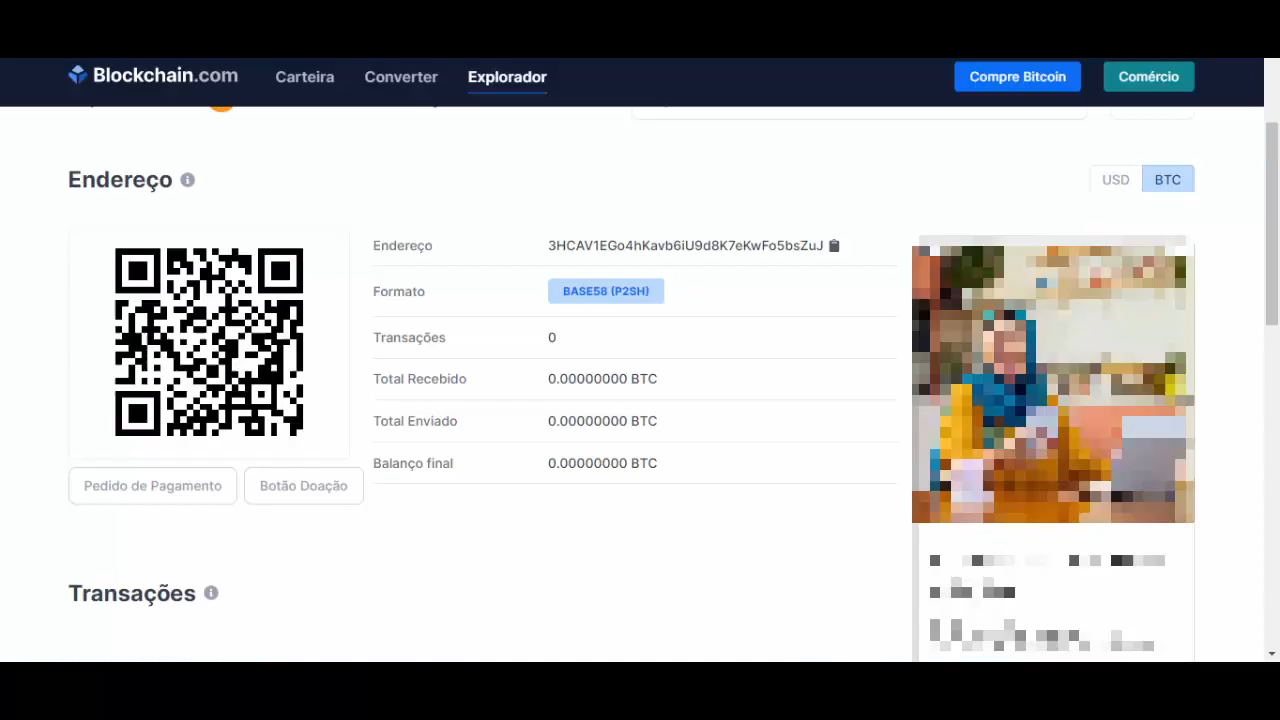 Blockchain.com Carteira Converter Explorador Compre Bitcoin Comércio
Endereço
USD BTC
Endereço 3HCAV1EGo4hKavb6iU9d8K7eKwFo5bsZuJ
Formato BASE58 (P2SH)
Transações 0
Total Recebido 0.00000000 BTC
Total Enviado 0.00000000 BTC
Balanço final 0.00000000 BTC
Pedido de Pagamento Botão Doação
Transações